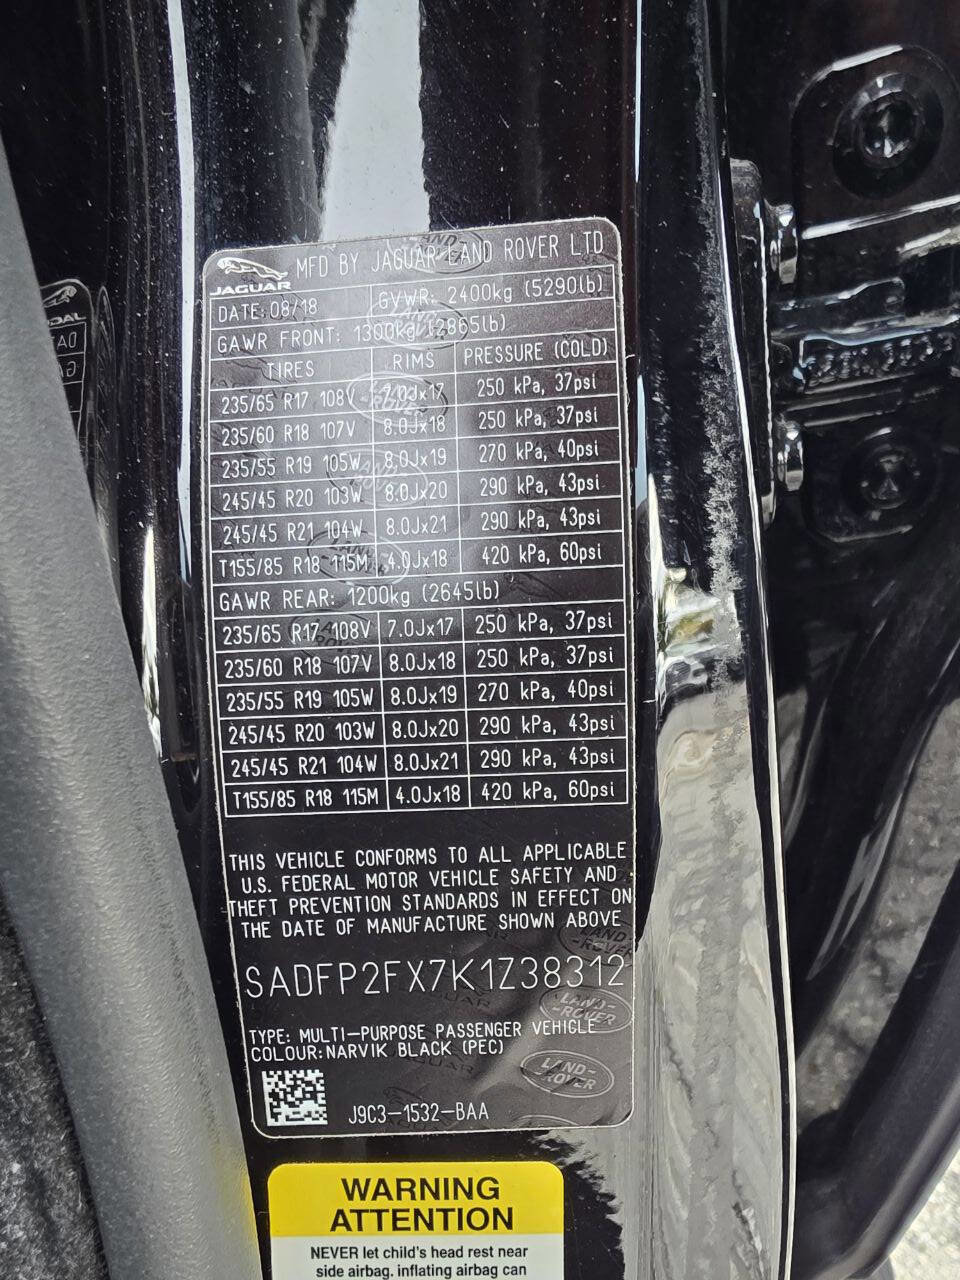 JAGUAR MFD BY JAGUAR LAND ROVER LTD
DATE: 08/18 GVWR: 2400kg (5290lb)
GAWR FRONT: 1300kg (2865lb)
TIRES RIMS PRESSURE (COLD)
235/65 R17 108V 7.0Jx17 250 kPa, 37psi
235/60 R18 107V 8.0Jx18 250 kPa, 37psi
235/55 R19 105W 8.0Jx19 270 kPa, 40psi
245/45 R20 103W 8.0Jx20 290 kPa, 43psi
245/45 R21 104W 8.0Jx21 290 kPa, 43psi
T155/85 R18 115M 4.0Jx18 420 kPa, 60psi
GAWR REAR: 1200kg (2645lb)
235/65 R17 108V 7.0Jx17 250 kPa, 37psi
235/60 R18 107V 8.0Jx18 250 kPa, 37psi
235/55 R19 105W 8.0Jx19 270 kPa, 40psi
245/45 R20 103W 8.0Jx20 290 kPa, 43psi
245/45 R21 104W 8.0Jx21 290 kPa, 43psi
T155/85 R18 115M 4.0Jx18 420 kPa, 60psi
THIS VEHICLE CONFORMS TO ALL APPLICABLE
U.S. FEDERAL MOTOR VEHICLE SAFETY AND
THEFT PREVENTION STANDARDS IN EFFECT ON
THE DATE OF MANUFACTURE SHOWN ABOVE
SADFP2FX7K1Z38312
TYPE: MULTI-PURPOSE PASSENGER VEHICLE
COLOUR: NARVIK BLACK (PEC)
LAND-
ROVER
J9C3-1532-BAA
WARNING
ATTENTION
NEVER let child's head rest near
side airbag, inflating airbag can